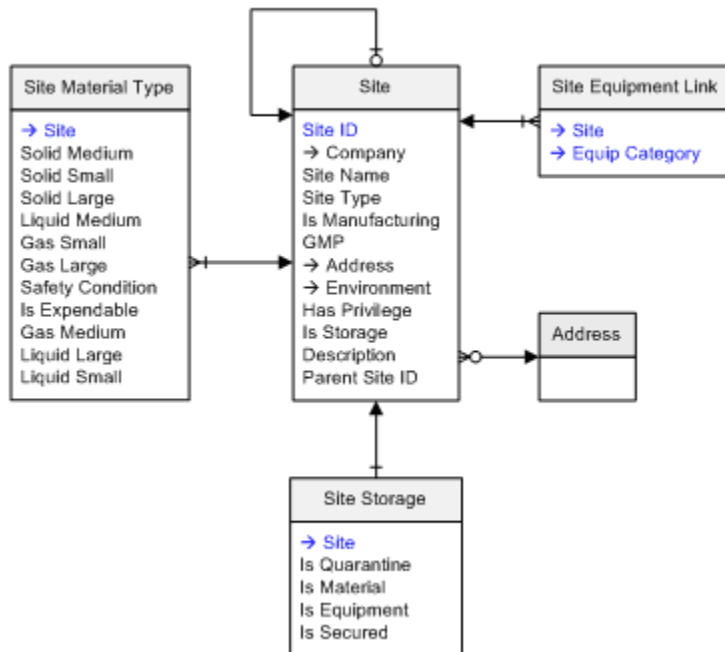 Site Material Type
→ Site
Solid Medium
Solid Small
Solid Large
Liquid Medium
Gas Small
Gas Large
Safety Condition
Is Expendable
Gas Medium
Liquid Large
Liquid Small
Site
Site ID
→ Company
Site Name
Site Type
Is Manufacturing
GMP
→ Address
→ Environment
Has Privilege
Is Storage
Description
Parent Site ID
Site Equipment Link
→ Site
→ Equip Category
Address
Site Storage
→ Site
Is Quarantine
Is Material
Is Equipment
Is Secured